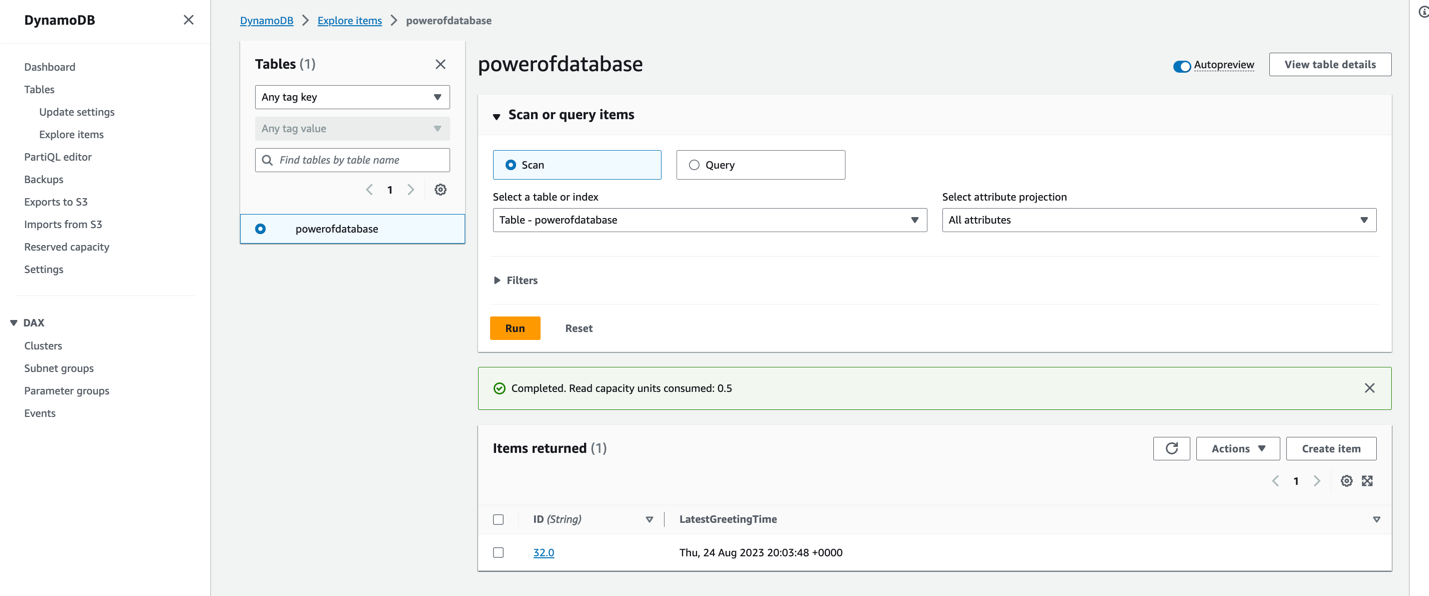 DynamoDB
Dashboard
Tables
Update settings
Explore items
PartiQL editor
Backups
Exports to S3
Imports from S3
Reserved capacity
Settings
DAX
Clusters
Subnet groups
Parameter groups
Events
DynamoDB Explore items powerofdatabase
Tables (1)
Any tag key
Any tag value
Find tables by table name
1
powerofdatabase
powerofdatabase
Autopreview
View table details
Scan or query items
Scan
Query
Select a table or index
Table - powerofdatabase
Select attribute projection
All attributes
Filters
Run
Reset
Completed. Read capacity units consumed: 0.5
Items returned (1)
Actions
Create item
1
ID (String) LatestGreetingTime
32.0 Thu, 24 Aug 2023 20:03:48 +0000